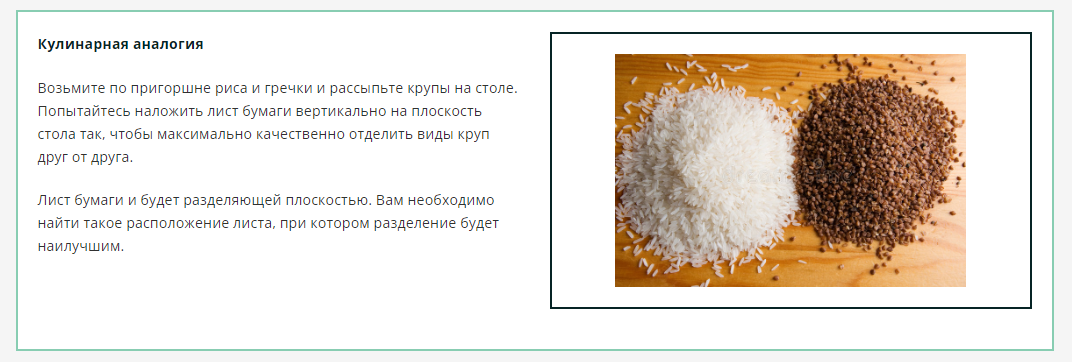 Кулинарная аналогия
Возьмите по пригоршне риса и гречки и рассыпьте крупы на столе.
Попытайтесь наложить лист бумаги вертикально на плоскость
стола так, чтобы максимально качественно отделить виды круп
друг от друга.
Лист бумаги и будет разделяющей плоскостью. Вам необходимо
найти такое расположение листа, при котором разделение будет
наилучшим.